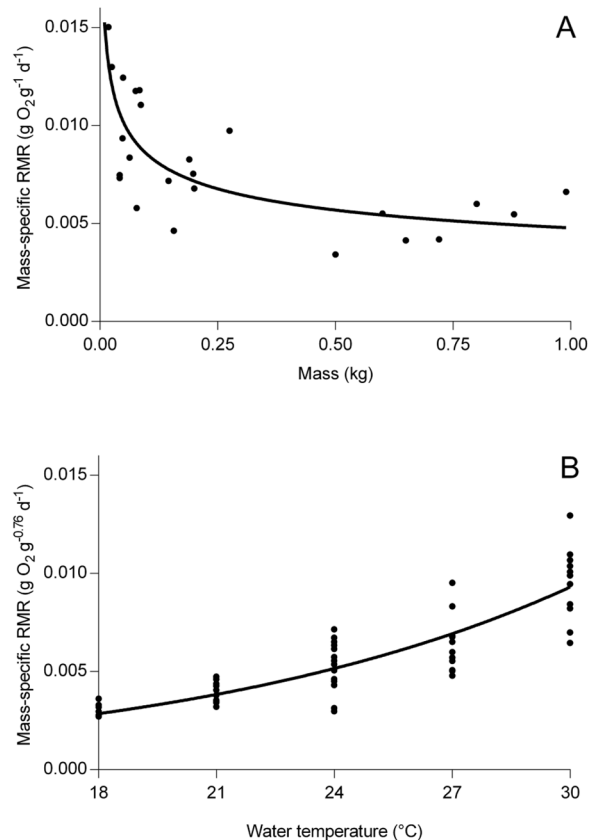 A
Mass-specific RMR (g O₂ g⁻¹ d⁻¹)
0.015
0.010
0.005
0.000
0.00 0.25 0.50 0.75 1.00
Mass (kg)
B
Mass-specific RMR (g O₂ g⁻⁰·⁷⁶ d⁻¹)
0.015
0.010
0.005
0.000
18 21 24 27 30
Water temperature (°C)